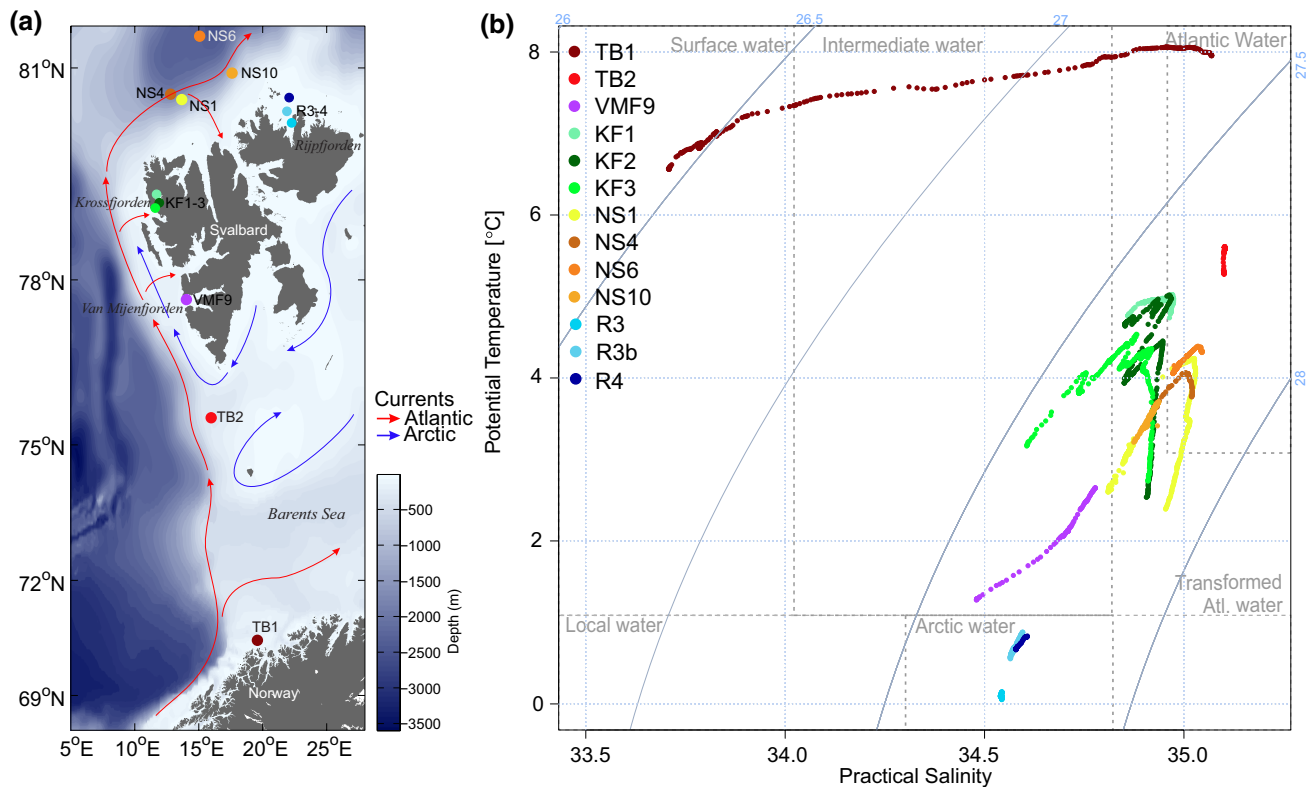 (a)
81°N
78°N
75°N
72°N
69°N
5°E
10°E
15°E
20°E
25°E
NS6
NS10
NS4
NS1
R3-4
Rijpfjorden
Krossfjorden
KF1-3
Svalbard
Van Mijenfjorden
VMF9
TB2
Barents Sea
TB1
Norway
Currents
Atlantic
Arctic
500
1000
1500
2000
2500
3000
3500
Depth (m)
(b)
26
26.5
27
27.5
28
Surface water
Intermediate water
Atlantic Water
TB1
TB2
VMF9
KF1
KF2
KF3
NS1
NS4
NS6
NS10
R3
R3b
R4
Local water
Arctic water
Transformed
Atl. water
8
6
4
2
0
Potential Temperature [°C]
33.5
34.0
34.5
35.0
Practical Salinity